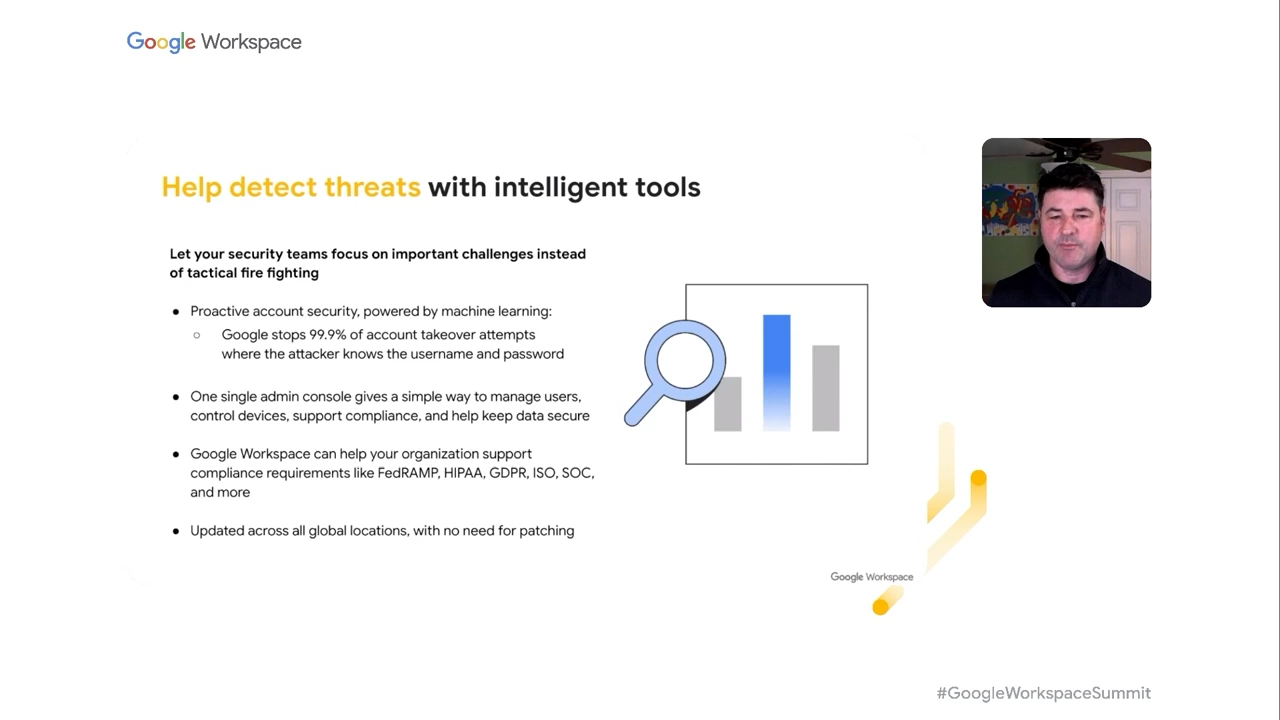 Google Workspace
Help detect threats with intelligent tools
Let your security teams focus on important challenges instead
of tactical fire fighting
● Proactive account security, powered by machine learning:
○ Google stops 99.9% of account takeover attempts
where the attacker knows the username and password
● One single admin console gives a simple way to manage users,
control devices, support compliance, and help keep data secure
● Google Workspace can help your organization support
compliance requirements like FedRAMP, HIPAA, GDPR, ISO, SOC,
and more
● Updated across all global locations, with no need for patching
Google Workspace
#GoogleWorkspaceSummit